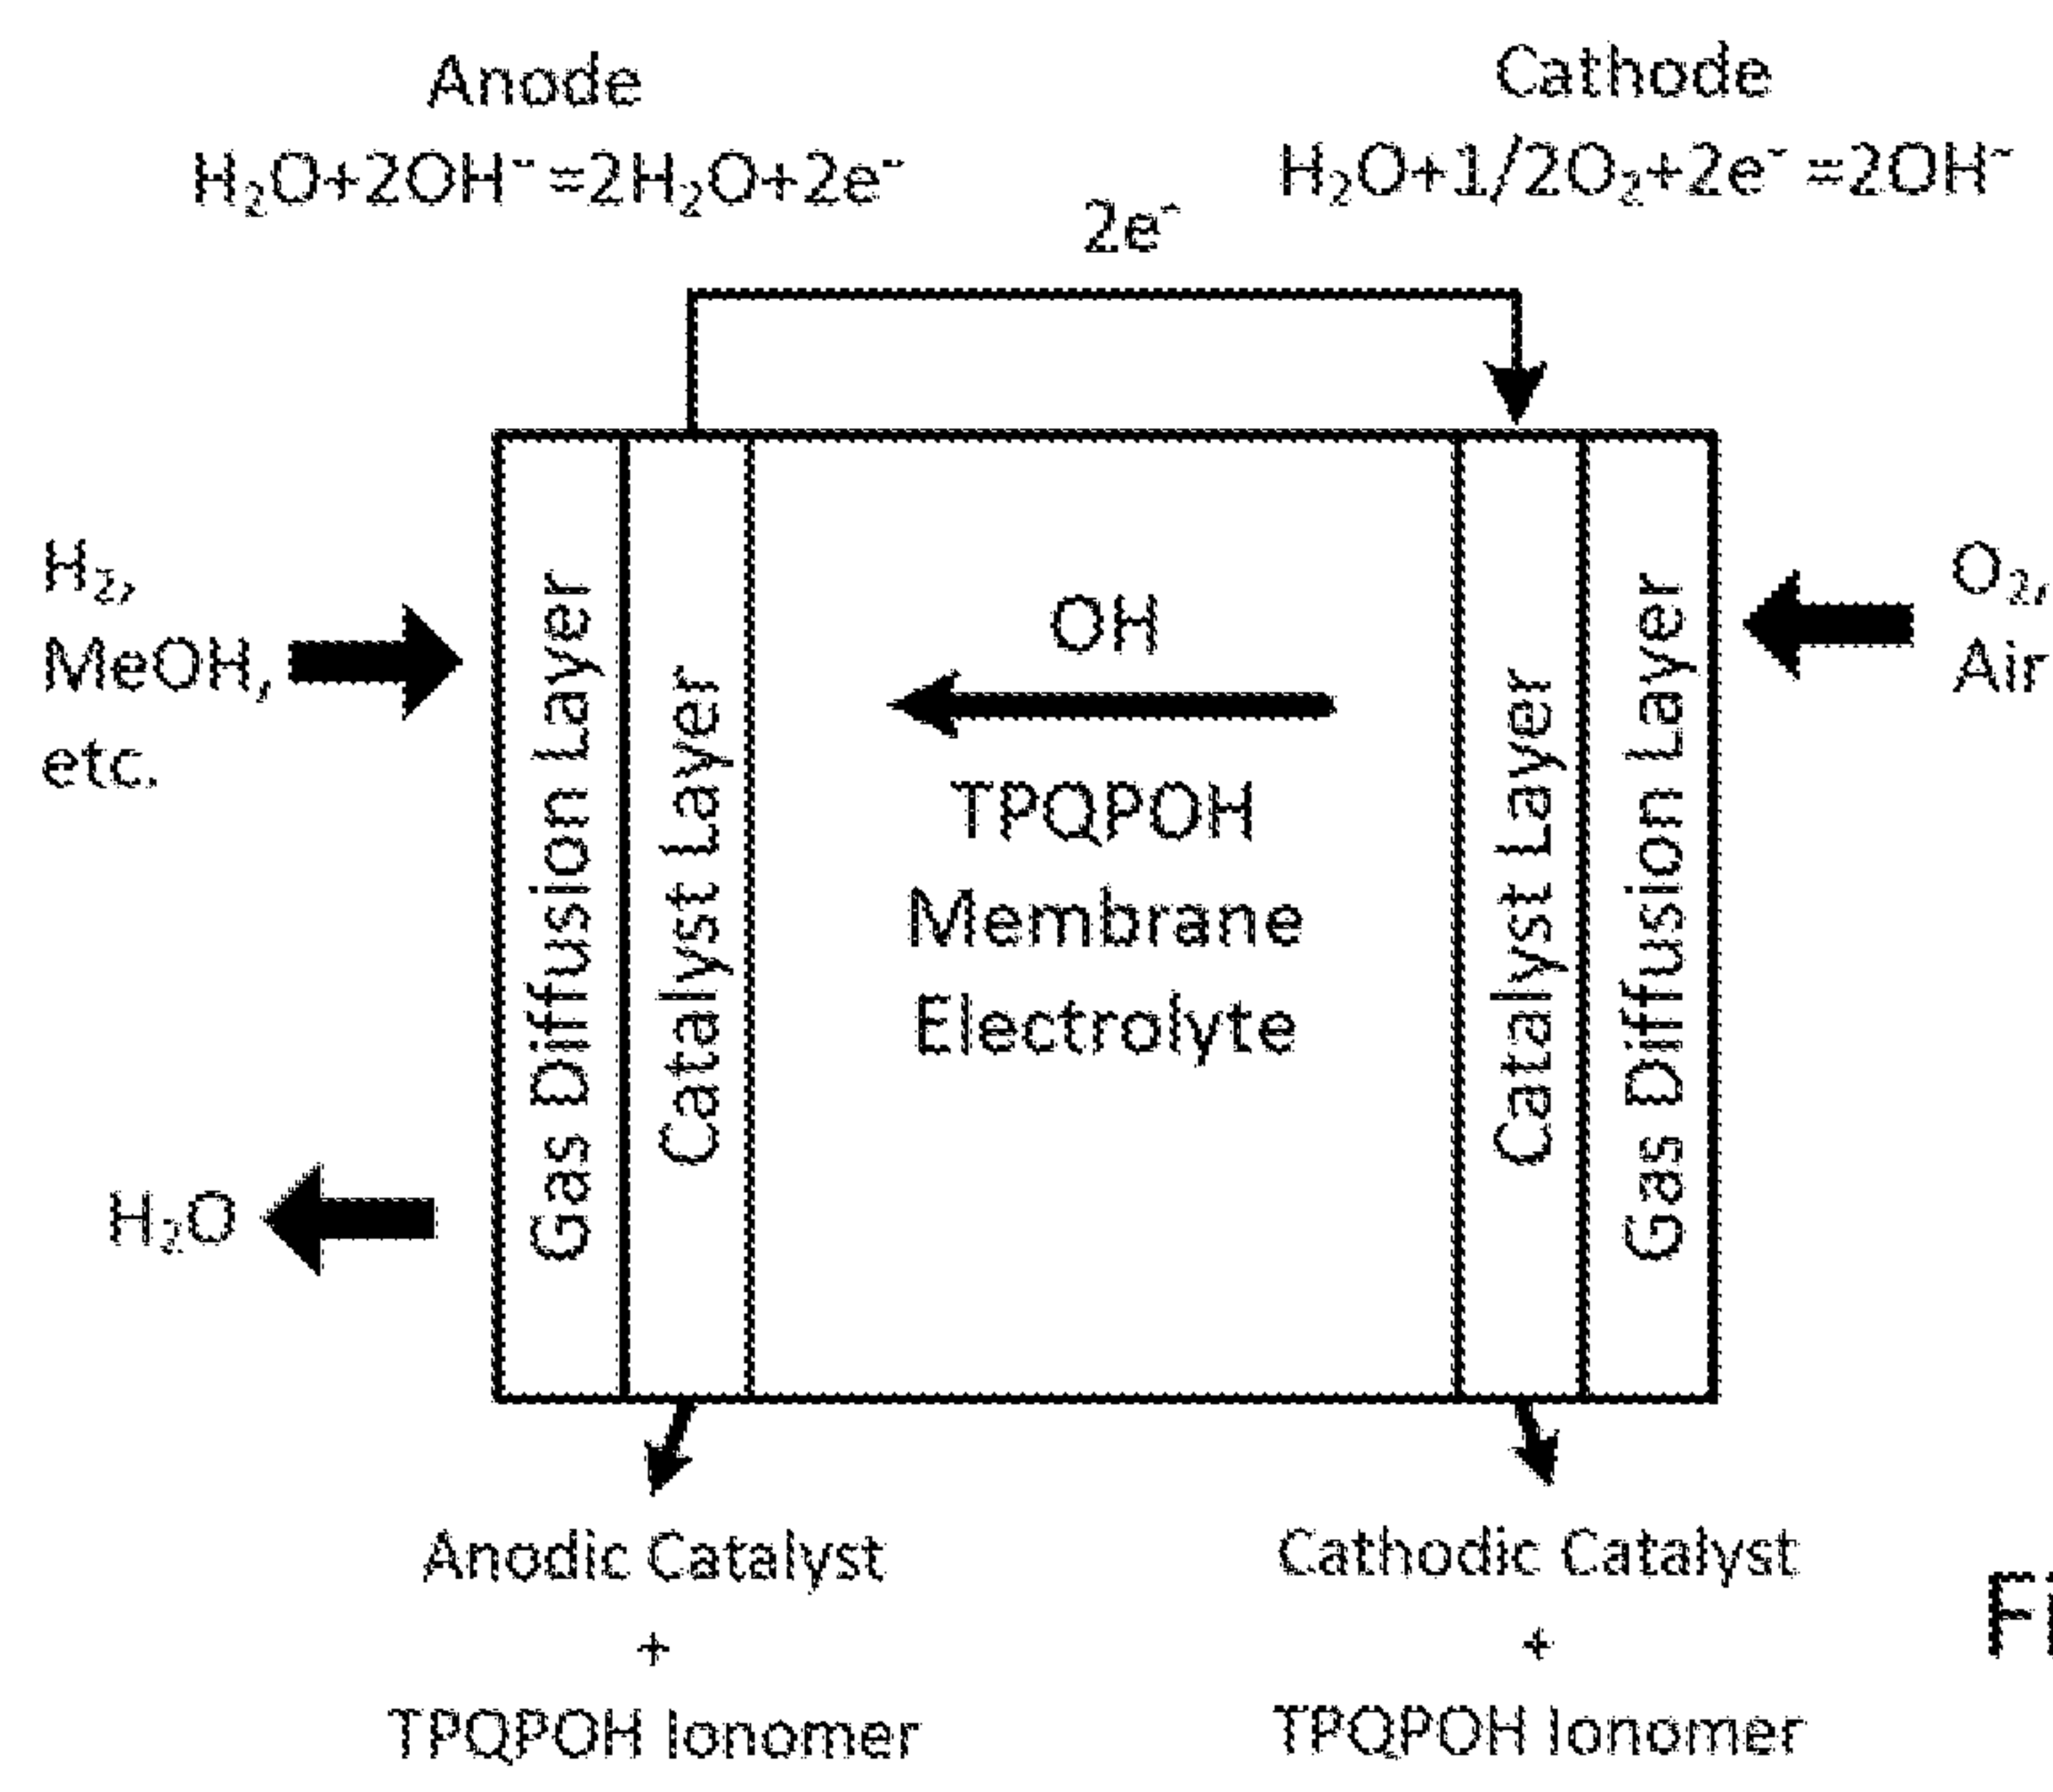 Anode
H₂O+2OH⁻=2H₂O+2e⁻
Cathode
H₂O+1/2O₂+2e⁻=2OH⁻
2e⁻
H₂,
MeOH,
etc.
H₂O
Gas Diffusion Layer
Catalyst Layer
OH
TPQPOH
Membrane
Electrolyte
Catalyst Layer
Gas Diffusion Layer
O₂,
Air
Anodic Catalyst
+
TPQPOH Ionomer
Cathodic Catalyst
+
TPQPOH Ionomer